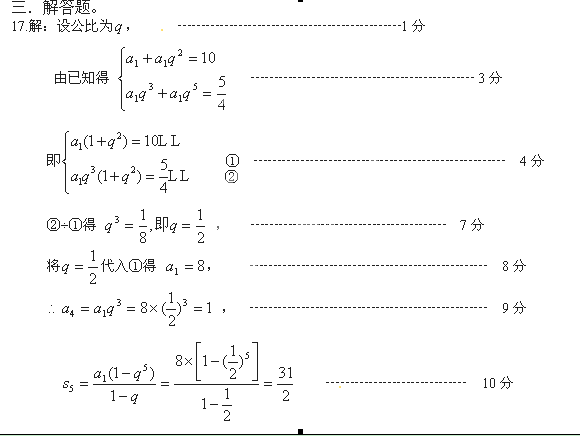 三．解答题。
17.解：设公比为q， ------------------------------------------1 分
由已知得 { a₁+a₁q²=10
a₁q³+a₁q⁵=5/4 ------------------------------------------ 3 分
即{ a₁(1+q²)=10L L ①
a₁q³(1+q²)=5/4L L ② ------------------------------------------ 4 分
②÷①得 q³=1/8,即q=1/2 ， ------------------------------------------ 7 分
将q=1/2代入①得 a₁=8， ------------------------------------------ 8 分
∴a₄=a₁q³=8×(1/2)³=1 ， ------------------------------------------ 9 分
s₅=a₁(1-q⁵)/(1-q)=8×[1-(1/2)⁵]/(1-1/2)=31/2 -------------------------- 10 分